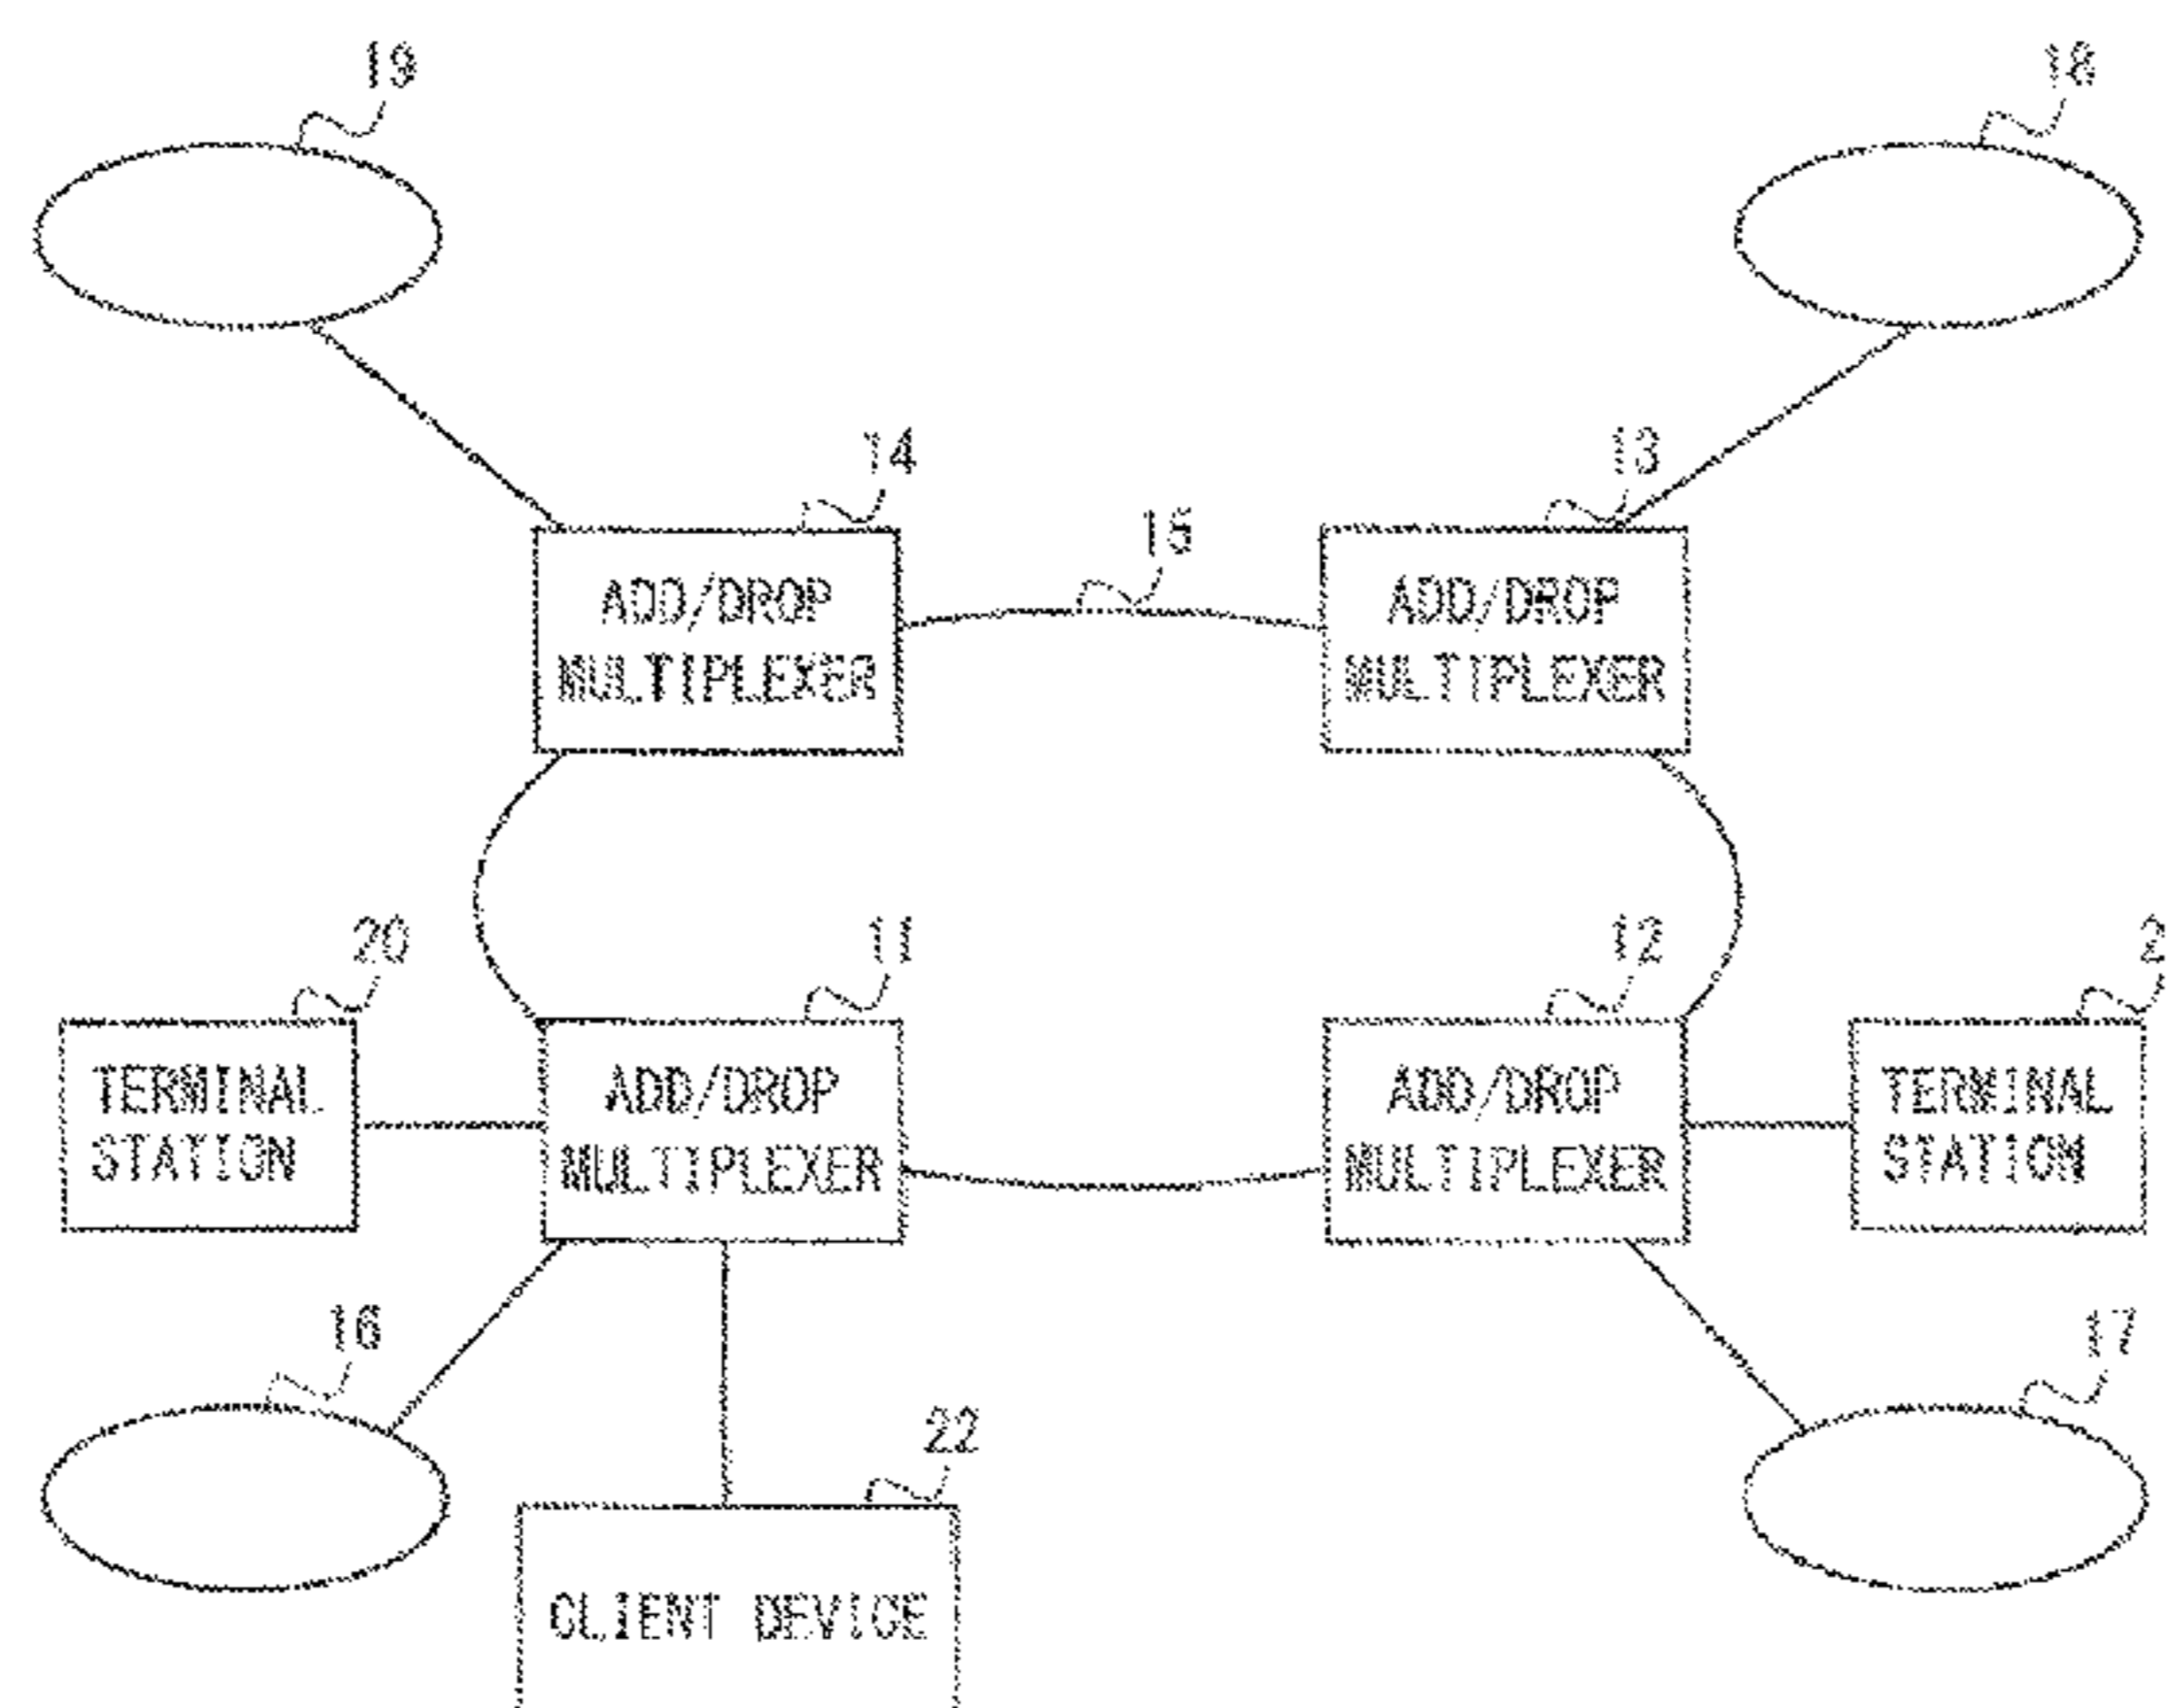 19
18
14
13
15
ADD/DROP
MULTIPLEXER
ADD/DROP
MULTIPLEXER
20
11
12
2
TERMINAL
STATION
ADD/DROP
MULTIPLEXER
ADD/DROP
MULTIPLEXER
TERMINAL
STATION
16
17
22
CLIENT DEVICE